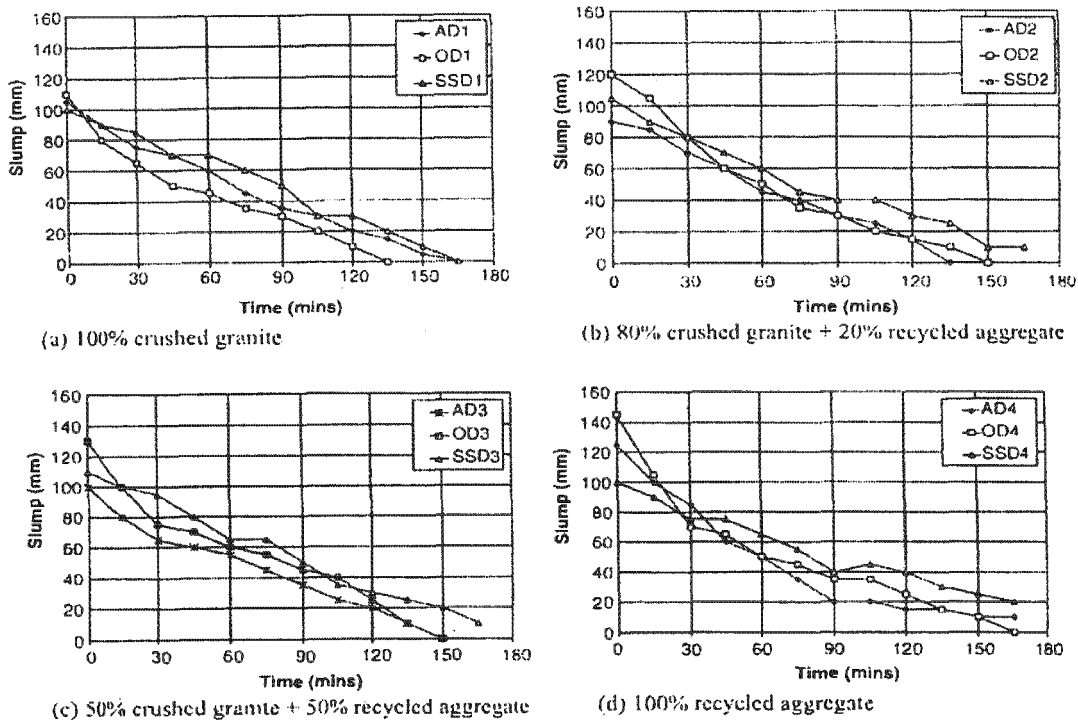 160
140
120
100
80
60
40
20
0
Slump (mm)
AD1
OD1
SSD1
0 30 60 90 120 150 180
Time (mins)
(a) 100% crushed granite
160
140
120
100
80
60
40
20
0
Slump (mm)
AD2
OD2
SSD2
0 30 60 90 120 150 180
Time (mins)
(b) 80% crushed granite + 20% recycled aggregate
160
140
120
100
80
60
40
20
0
Slump (mm)
AD3
OD3
SSD3
0 30 60 90 120 150 180
Time (mins)
(c) 50% crushed granite + 50% recycled aggregate
160
140
120
100
80
60
40
20
0
Slump (mm)
AD4
OD4
SSD4
0 30 60 90 120 150 180
Time (mins)
(d) 100% recycled aggregate